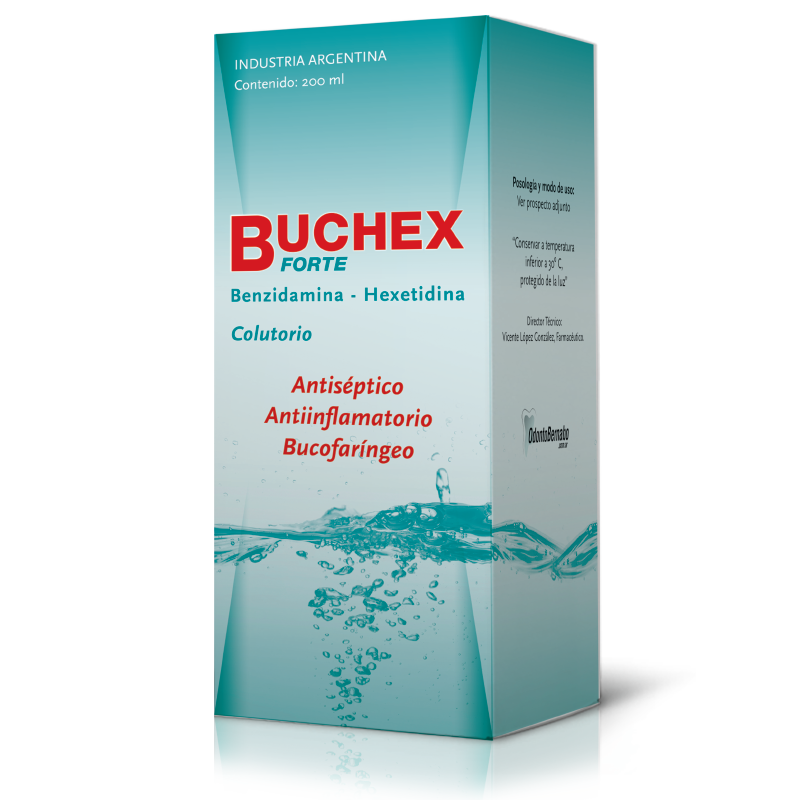 INDUSTRIA ARGENTINA
Contenido: 200 ml
BUCHEX
FORTE
Benzidamina - Hexetidina
Colutorio
Antiséptico
Antiinflamatorio
Bucofaríngeo
Posología y modo de uso:
Ver prospecto adjunto
"Conservar a temperatura
inferior a 30° C,
protegido de la luz"
Director Técnico:
Vicente López González, Farmacéutico.
OdontoBernabo